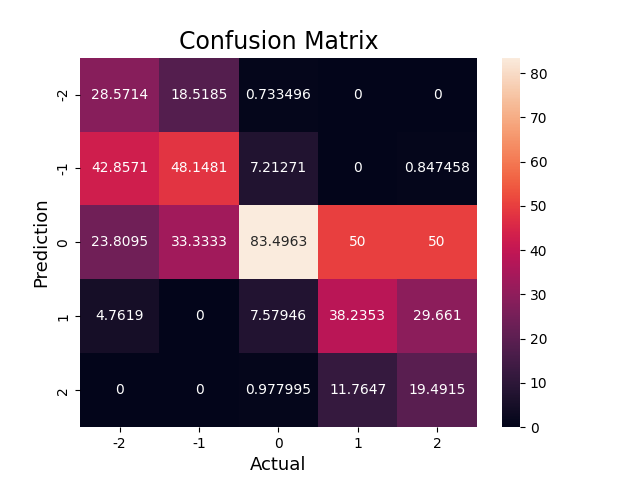 Confusion Matrix
-2 28.5714 18.5185 0.733496 0 0
-1 42.8571 48.1481 7.21271 0 0.847458
0 23.8095 33.3333 83.4963 50 50
1 4.7619 0 7.57946 38.2353 29.661
2 0 0 0.977995 11.7647 19.4915
-2 -1 0 1 2
Prediction
Actual
80
70
60
50
40
30
20
10
0